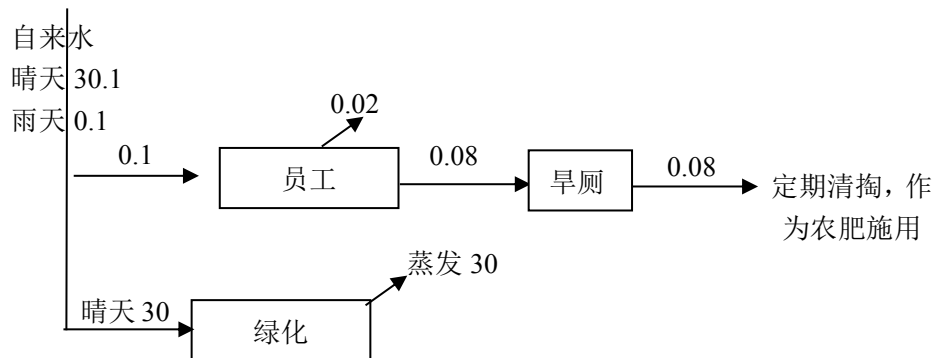 自来水
晴天 30.1
雨天 0.1
0.02
0.1
员工
0.08
旱厕
0.08
定期清掏，作
为农肥施用
蒸发 30
晴天 30
绿化